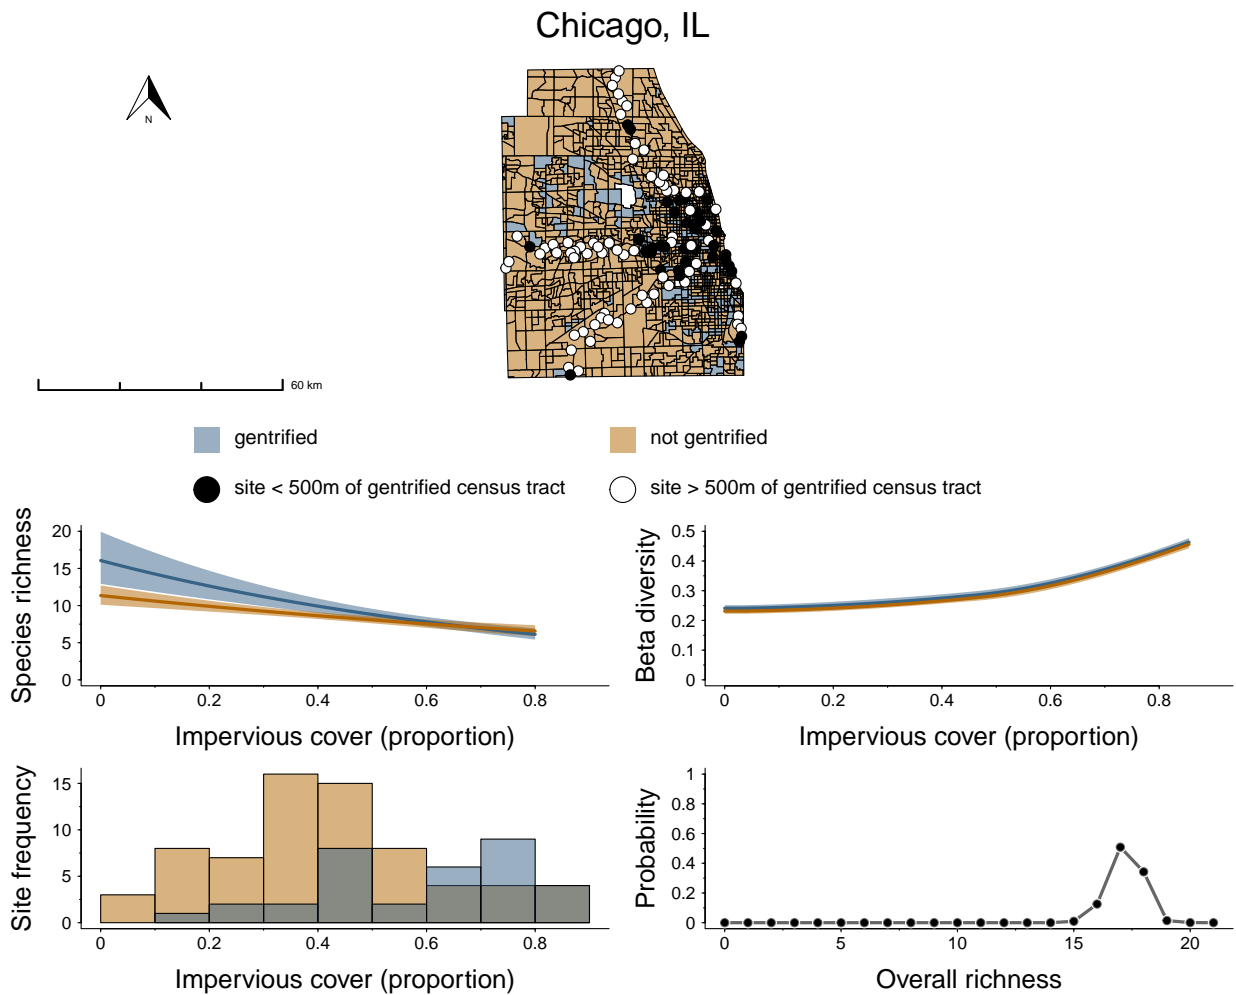 Chicago, IL
N
60 km
gentrified
not gentrified
site < 500m of gentrified census tract
site > 500m of gentrified census tract
Species richness
20
15
10
5
0
0
0.2
0.4
0.6
0.8
Impervious cover (proportion)
Beta diversity
0.5
0.4
0.3
0.2
0.1
0
0
0.2
0.4
0.6
0.8
Impervious cover (proportion)
Site frequency
15
10
5
0
0
0.2
0.4
0.6
0.8
Impervious cover (proportion)
Probability
1
0.8
0.6
0.4
0.2
0
0
5
10
15
20
Overall richness